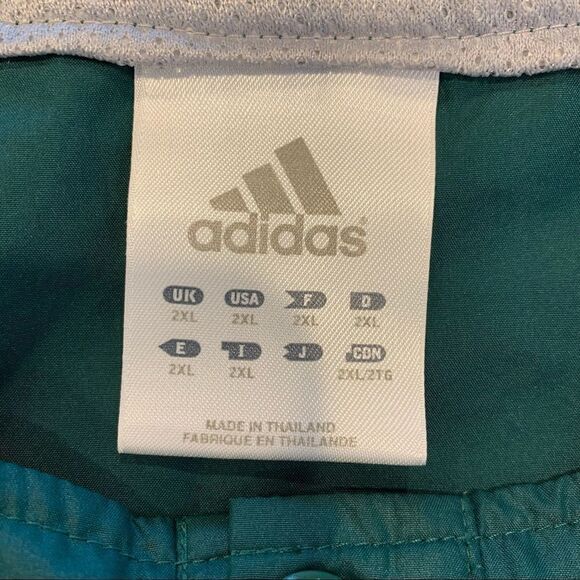 adidas®
UK USA F D
2XL 2XL 2XL 2XL
E I J CDN
2XL 2XL 2XL/2TG
MADE IN THAILAND
FABRIQUE EN THAILANDE